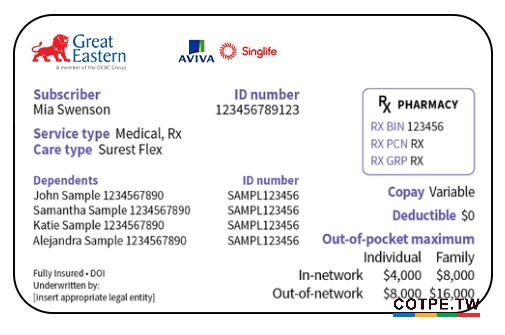 Great
Eastern
A member of the OCBC Group
AVIVA Singlife
Subscriber ID number
Mia Swenson 123456789123
Service type Medical, Rx
Care type Surest Flex
Rx PHARMACY
RX BIN 123456
RX PCN RX
RX GRP RX
Dependents ID number
John Sample 1234567890 SAMPL123456
Samantha Sample 1234567890 SAMPL123456
Katie Sample 1234567890 SAMPL123456
Alejandra Sample 1234567890 SAMPL123456
Copay Variable
Deductible $0
Out-of-pocket maximum
Individual Family
In-network $4,000 $8,000
Out-of-network $8,000 $16,000
Fully Insured • DOI
Underwritten by:
[insert appropriate legal entity]
COTPE.TW